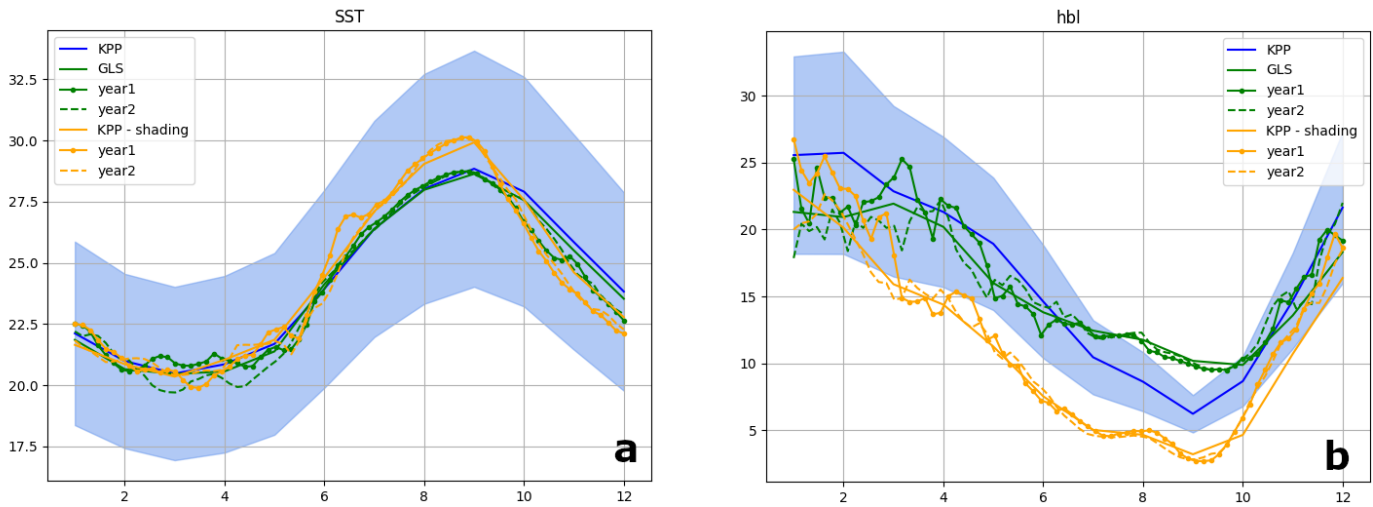 SST
32.5
30.0
27.5
25.0
22.5
20.0
17.5
2 4 6 8 10 12
KPP
GLS
year1
year2
KPP - shading
year1
year2
a
hbl
30
25
20
15
10
5
2 4 6 8 10 12
KPP
GLS
year1
year2
KPP - shading
year1
year2
b